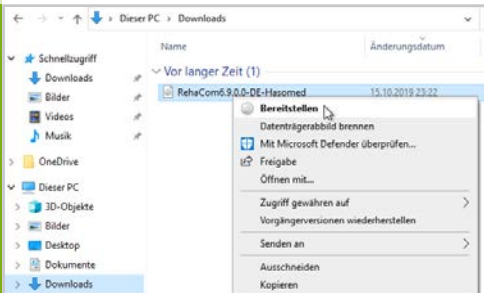 Dieser PC > Downloads
Name Änderungsdatum
Schnellzugriff
Downloads
Bilder
Videos
Musik
OneDrive
Dieser PC
3D-Objekte
Bilder
Desktop
Dokumente
Downloads
Vor langer Zeit (1)
RehaCom6.9.0.0-DE-Hasomed 15.10.2019 23:22
Bereitstellen
Datenträgerabbild brennen
Mit Microsoft Defender überprüfen...
Freigabe
Öffnen mit...
Zugriff gewähren auf
Vorgängerversionen wiederherstellen
Senden an
Ausschneiden
Kopieren